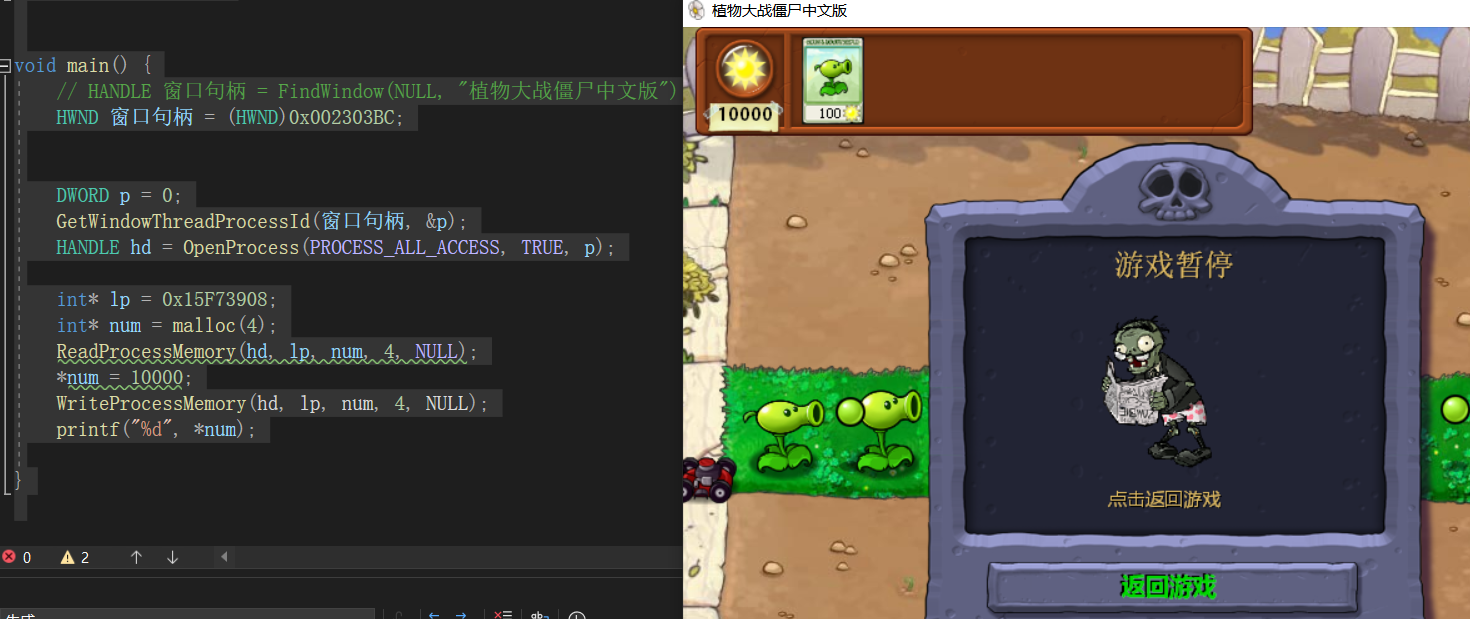 void main() {
// HANDLE 窗口句柄 = FindWindow(NULL, "植物大战僵尸中文版")
HWND 窗口句柄 = (HWND)0x002303BC;
DWORD p = 0;
GetWindowThreadProcessId(窗口句柄, &p);
HANDLE hd = OpenProcess(PROCESS_ALL_ACCESS, TRUE, p);
int* lp = 0x15F73908;
int* num = malloc(4);
ReadProcessMemory(hd, lp, num, 4, NULL);
*num = 10000;
WriteProcessMemory(hd, lp, num, 4, NULL);
printf("%d", *num);
}
0
2
植物大战僵尸中文版
10000
100
游戏暂停
点击返回游戏
返回游戏